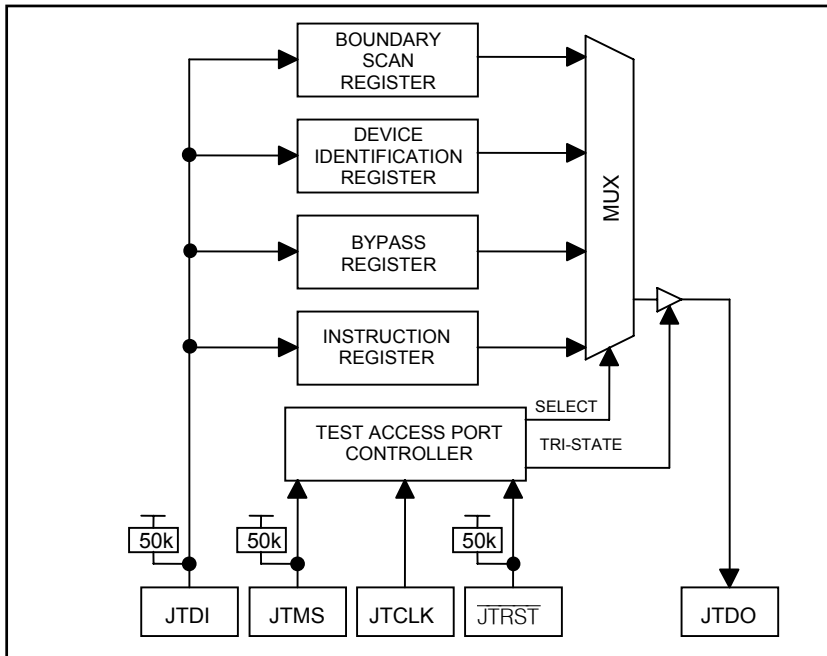 BOUNDARY
SCAN
REGISTER
DEVICE
IDENTIFICATION
REGISTER
BYPASS
REGISTER
INSTRUCTION
REGISTER
MUX
SELECT
TEST ACCESS PORT
CONTROLLER
TRI-STATE
50k
50k
50k
JTDI
JTMS
JTCLK
JTRST
JTDO